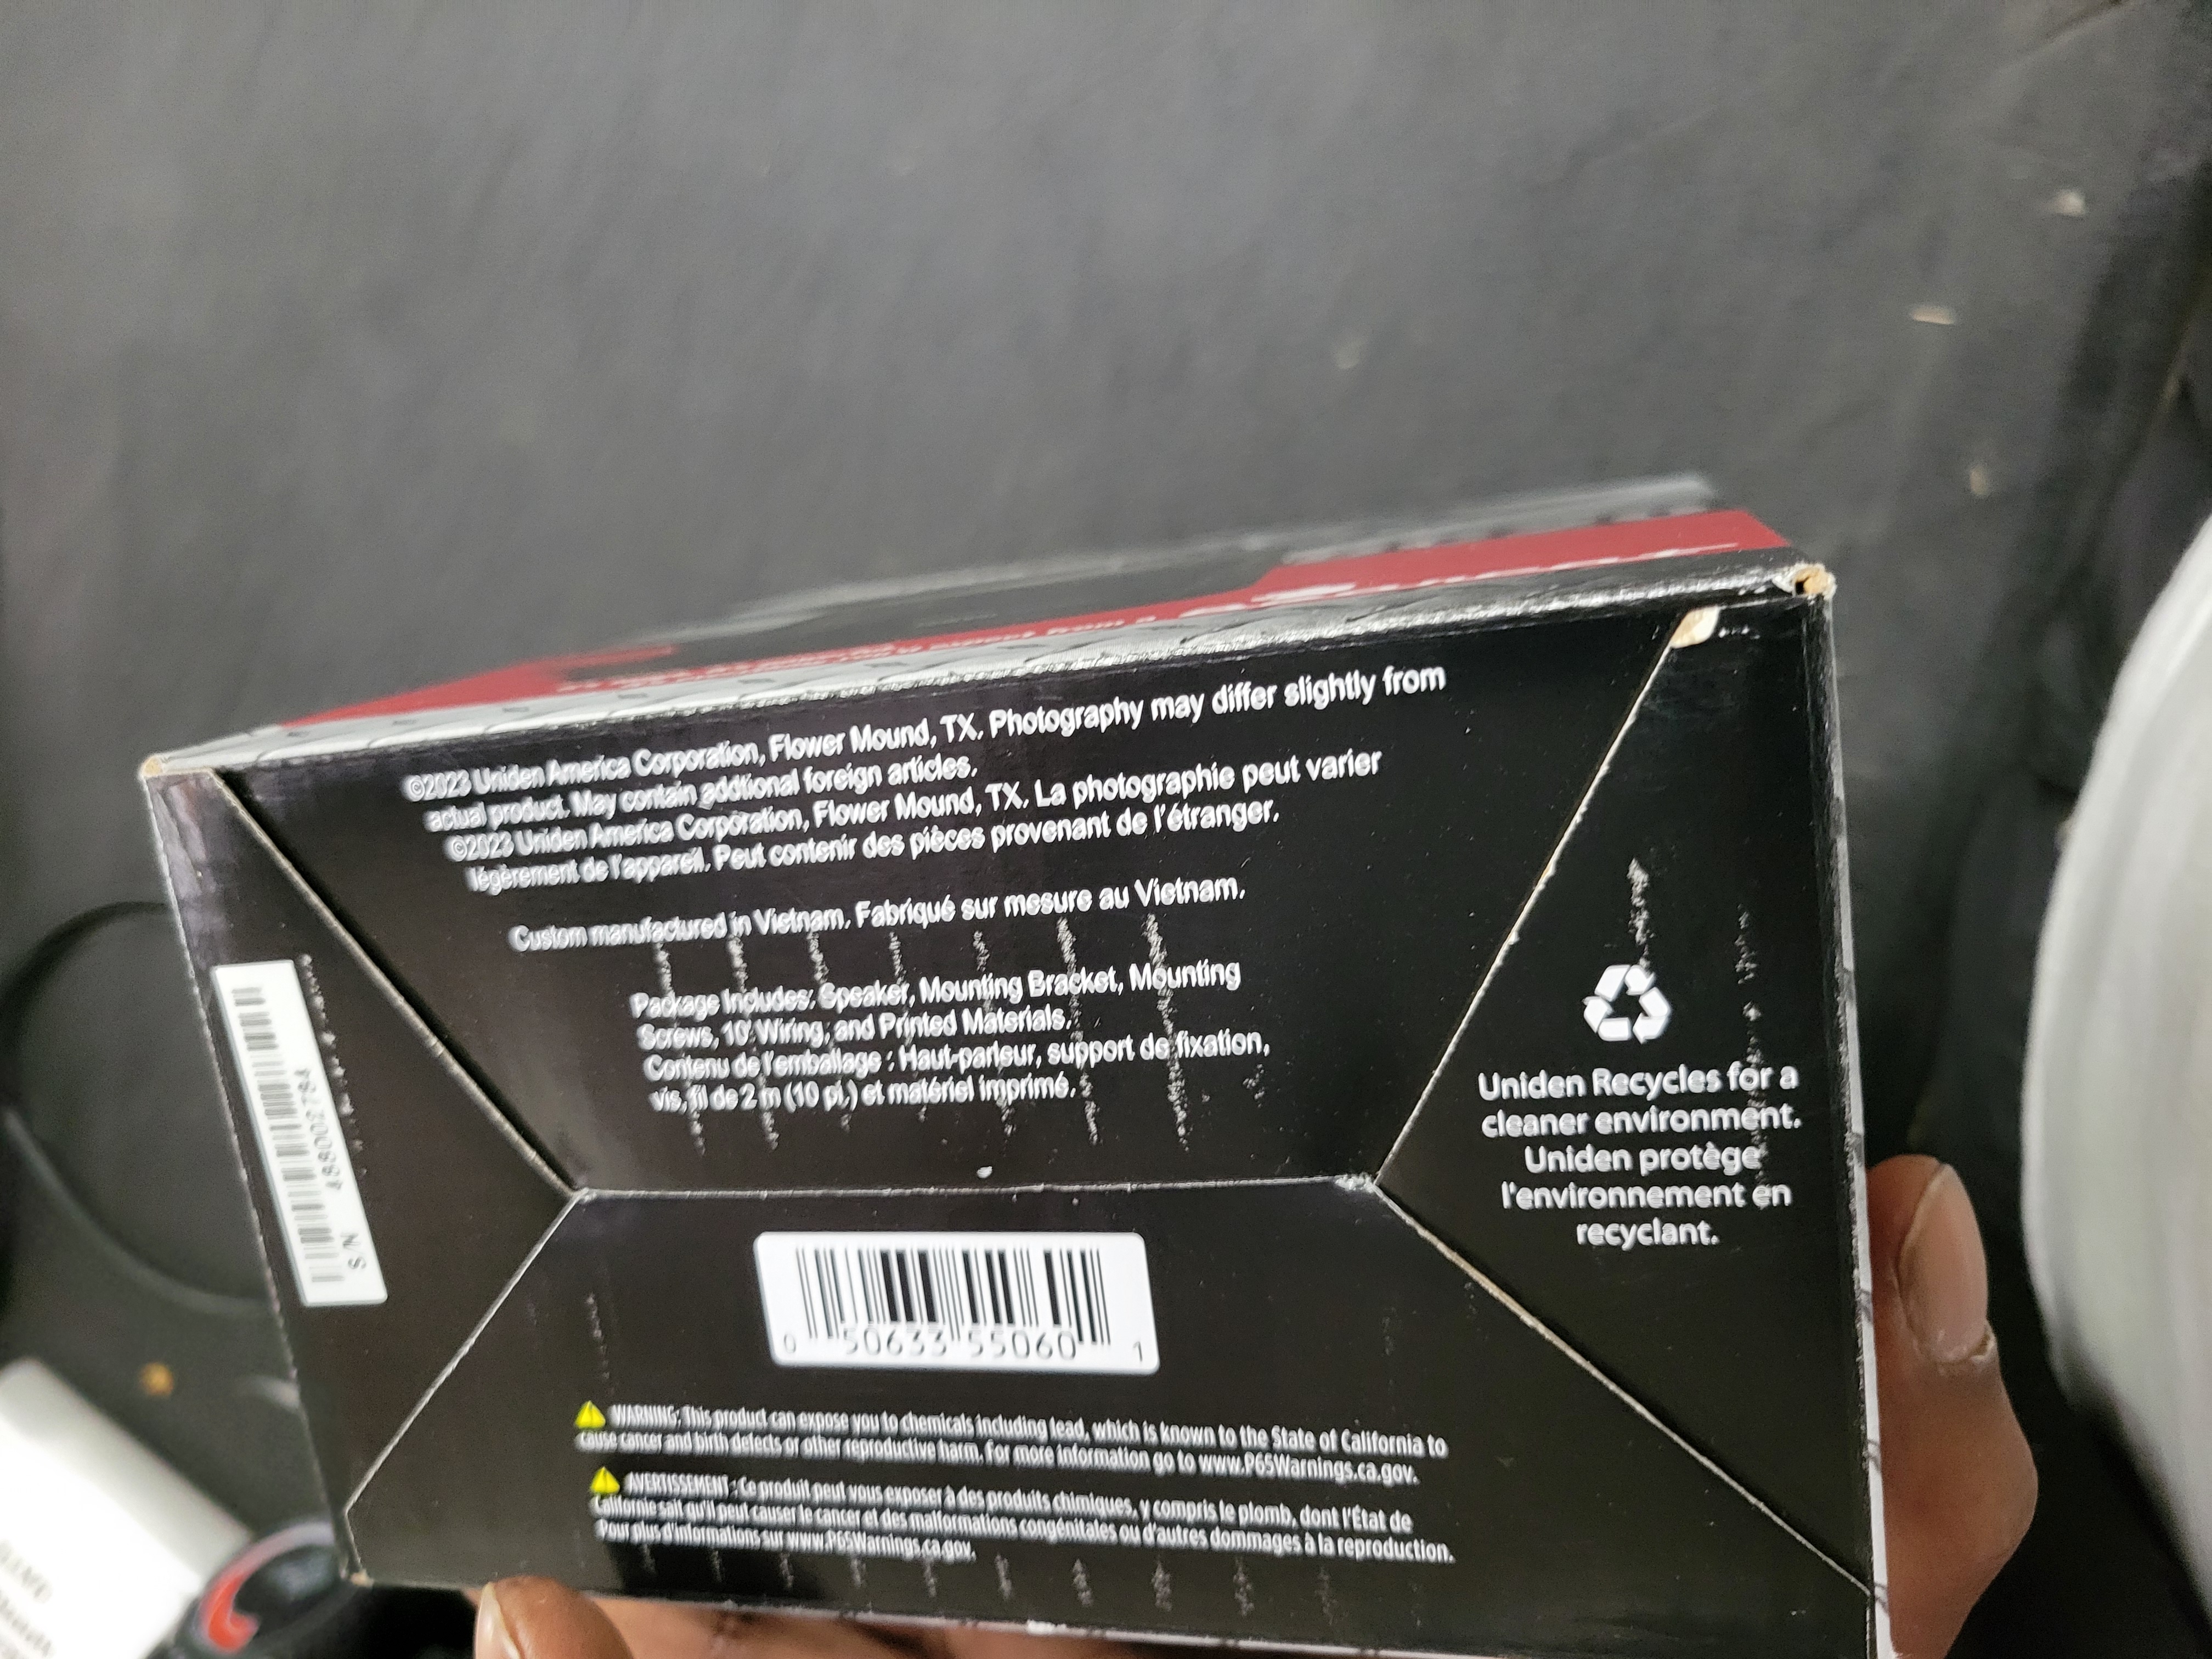 ©2023 Uniden America Corporation, Flower Mound, TX. Photography may differ slightly from
actual product. May contain addtional foreign articles.
©2023 Uniden America Corporation, Flower Mound, TX. La photographie peut varier
légèrement de l'appareil. Peut contenir des pièces provenant de l'étranger.
Custom manufactured in Vietnam. Fabriqué sur mesure au Vietnam.
Package Includes: Speaker, Mounting Bracket, Mounting
Screws, 10' Wiring, and Printed Materials.
Contenu de l'emballage : Haut-parleur, support de fixation,
vis, fil de 2 m (10 pi.) et matériel imprimé.
S/N
Uniden Recycles for a
cleaner environment.
Uniden protège
l'environnement en
recyclant.
0 50633 55060 1
WARNING: This product can expose you to chemicals including lead, which is known to the State of California to
cause cancer and birth defects or other reproductive harm. For more information go to www.P65Warnings.ca.gov.
AVERTISSEMENT : Ce produit peut vous exposer à des produits chimiques, y compris le plomb, dont l'État de
Californie sait qu'il peut causer le cancer et des malformations congénitales ou d'autres dommages à la reproduction.
Pour plus d'informations sur www.P65Warnings.ca.gov.